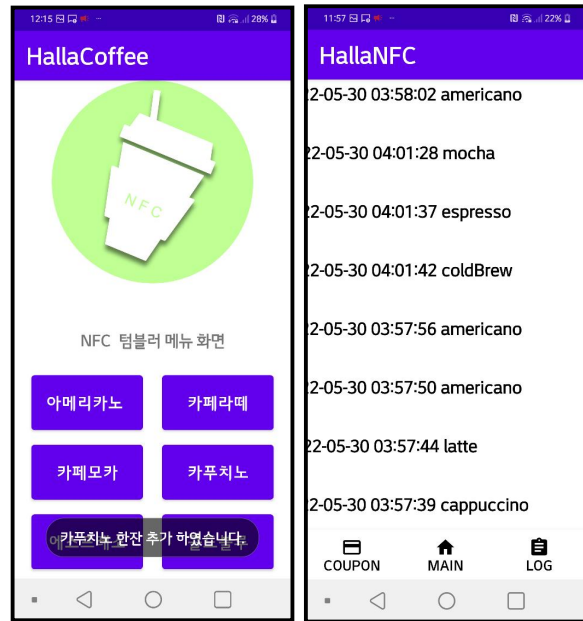 12:15 28%
HallaCoffee
NFC
NFC 텀블러 메뉴 화면
아메리카노 카페라떼
카페모카 카푸치노
카푸치노 한잔 추가 하였습니다.
11:57 22%
HallaNFC
2-05-30 03:58:02 americano
22-05-30 04:01:28 mocha
22-05-30 04:01:37 espresso
22-05-30 04:01:42 coldBrew
22-05-30 03:57:56 americano
22-05-30 03:57:50 americano
22-05-30 03:57:44 latte
22-05-30 03:57:39 cappuccino
COUPON MAIN LOG